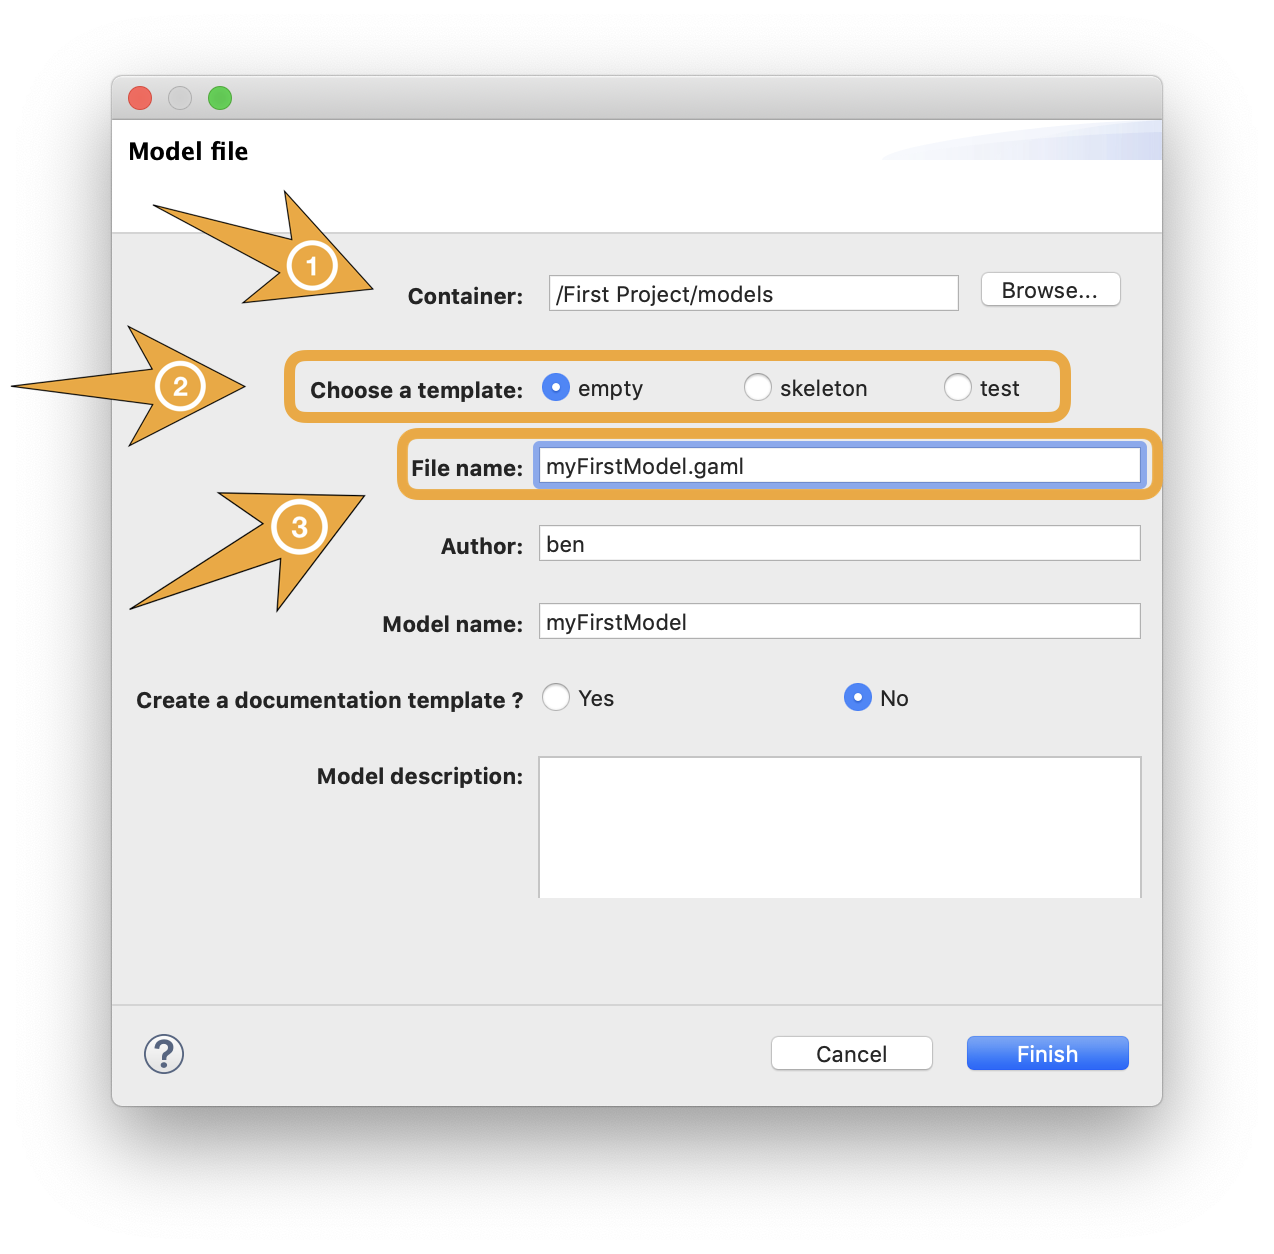 Model file
1
Container: /First Project/models Browse...
2
Choose a template: empty skeleton test
File name: myFirstModel.gaml
3
Author: ben
Model name: myFirstModel
Create a documentation template ? Yes No
Model description:
? Cancel Finish